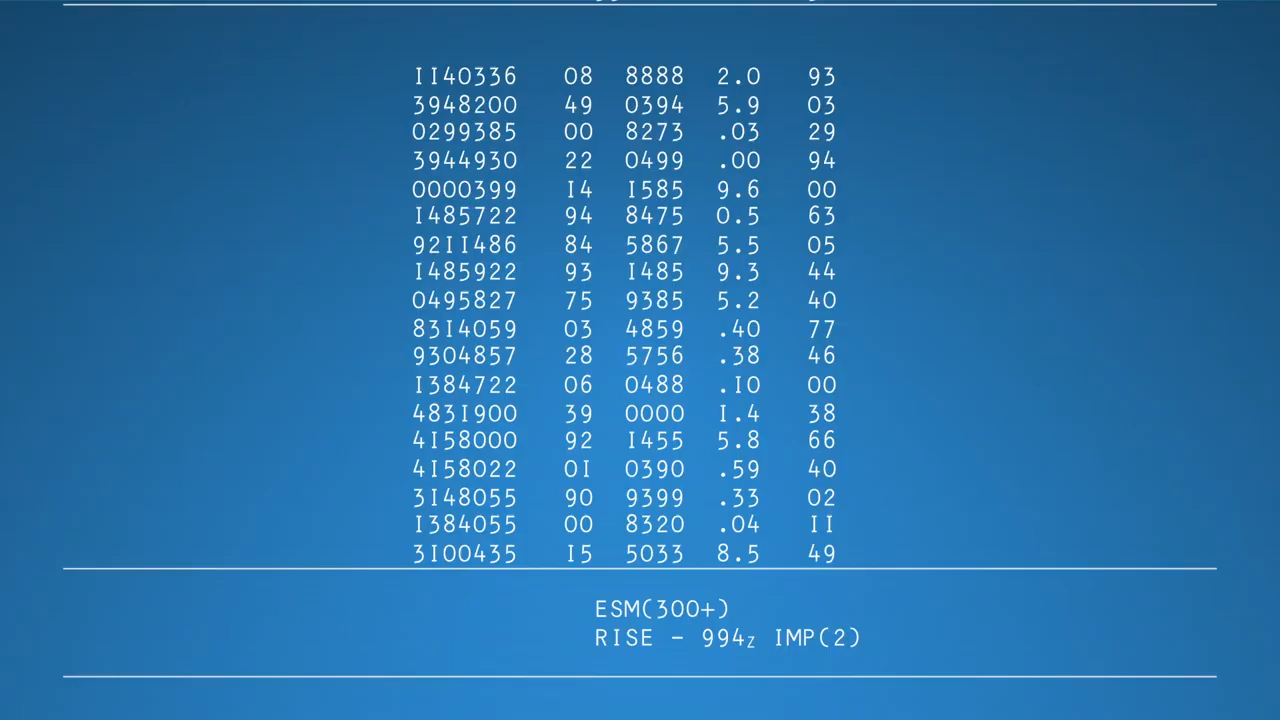 II40336 08 8888 2.0 93
3948200 49 0394 5.9 03
0299385 00 8273 .03 29
3944930 22 0499 .00 94
0000399 I4 I585 9.6 00
I485722 94 8475 0.5 63
92II486 84 5867 5.5 05
I485922 93 I485 9.3 44
0495827 75 9385 5.2 40
83I4059 03 4859 .40 77
9304857 28 5756 .38 46
I384722 06 0488 .I0 00
483I900 39 0000 I.4 38
4I58000 92 I455 5.8 66
4I58022 0I 0390 .59 40
3I48055 90 9399 .33 02
I384055 00 8320 .04 II
3I00435 I5 5033 8.5 49
ESM(300+)
RISE - 994z IMP(2)